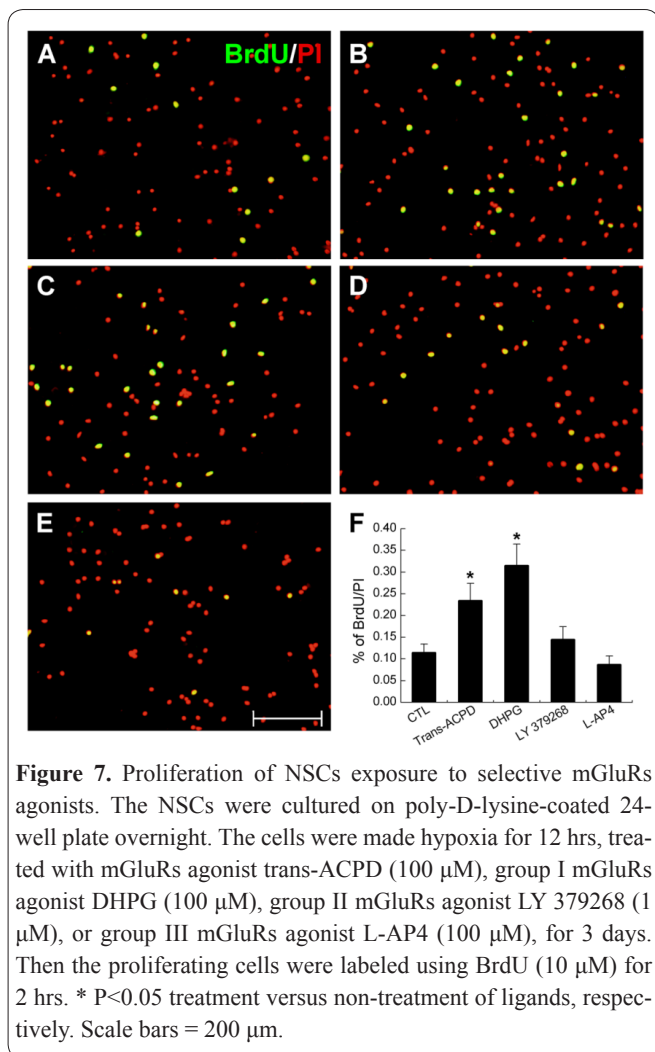 A
BrdU/PI
B
C
D
E
F
% of BrdU/PI
0.40
0.35
0.30
0.25
0.20
0.15
0.10
0.05
0.00
*
*
CTL
Trans-ACPD
DHPG
LY 379268
L-AP4
Figure 7. Proliferation of NSCs exposure to selective mGluRs
agonists. The NSCs were cultured on poly-D-lysine-coated 24-
well plate overnight. The cells were made hypoxia for 12 hrs, trea-
ted with mGluRs agonist trans-ACPD (100 μM), group I mGluRs
agonist DHPG (100 μM), group II mGluRs agonist LY 379268 (1
μM), or group III mGluRs agonist L-AP4 (100 μM), for 3 days.
Then the proliferating cells were labeled using BrdU (10 μM) for
2 hrs. * P<0.05 treatment versus non-treatment of ligands, respec-
tively. Scale bars = 200 μm.